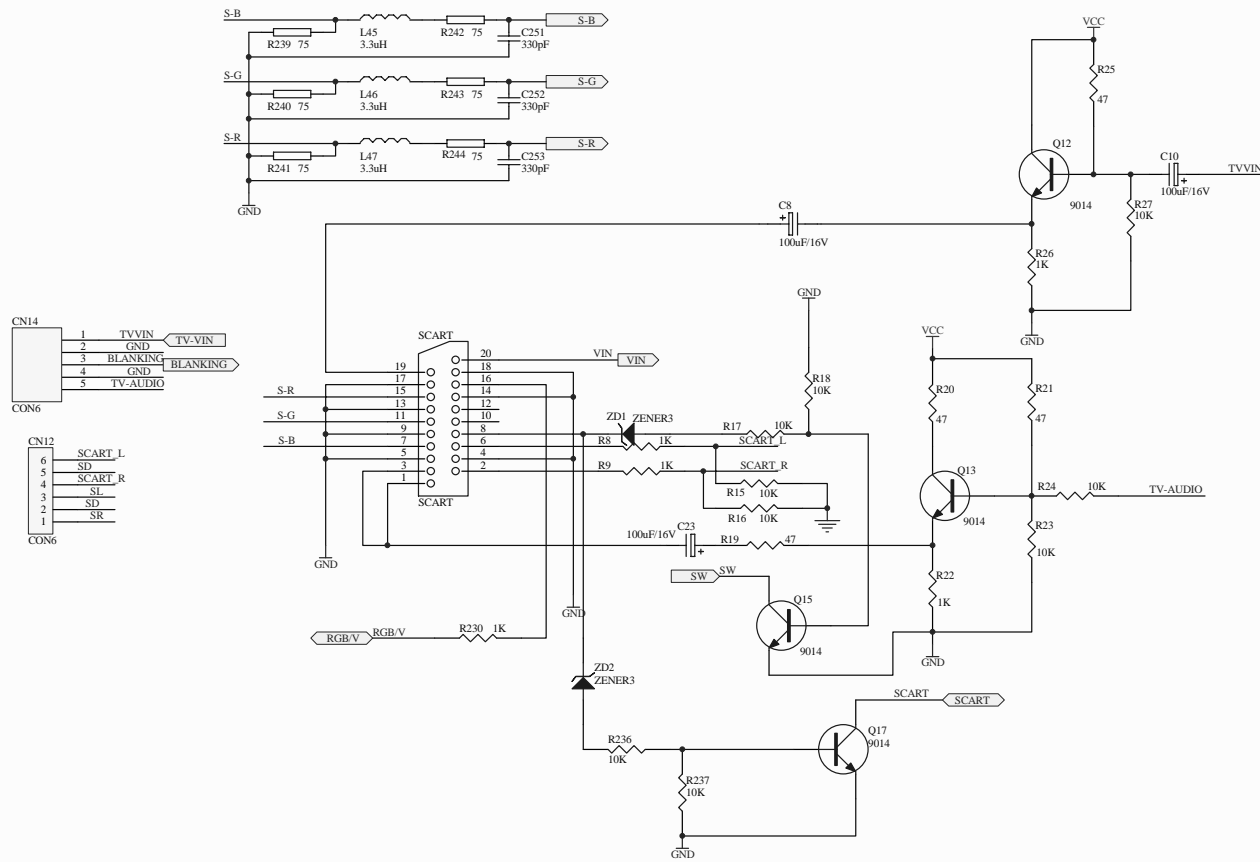 S-B
R239 75
L45
3.3uH
R242 75
C251
330pF
S-B
S-G
R240 75
L46
3.3uH
R243 75
C252
330pF
S-G
S-R
R241 75
L47
3.3uH
R244 75
C253
330pF
S-R
GND
VCC
R25
47
Q12
9014
C10
100uF/16V
TVVIN
R27
10K
R26
1K
GND
C8
100uF/16V
CN14
1 TVVIN TV-VIN
2 GND
3 BLANKING BLANKING
4 GND
5 TV-AUDIO
CON6
CN12
6 SCART_L
5 SD
4 SCART_R
3 SL
2 SD
1 SR
CON6
SCART
20 VIN VIN
19 18
17 16
S-R 15 14
13 12
S-G 11 10
9 8
S-B 7 6
5 4
3 2
1
SCART
GND
GND
GND
R18
10K
ZD1 ZENER3
R17 10K
R8 1K SCART_L
R9 1K SCART_R
R15 10K
R16 10K
C23
100uF/16V
R19 47
SW SW
Q15
9014
VCC
R20
47
R21
47
Q13
9014
R24 10K TV-AUDIO
R23
10K
R22
1K
GND
RGB/V RGB/V
R230 1K
ZD2
ZENER3
SCART SCART
Q17
9014
R236
10K
R237
10K
GND